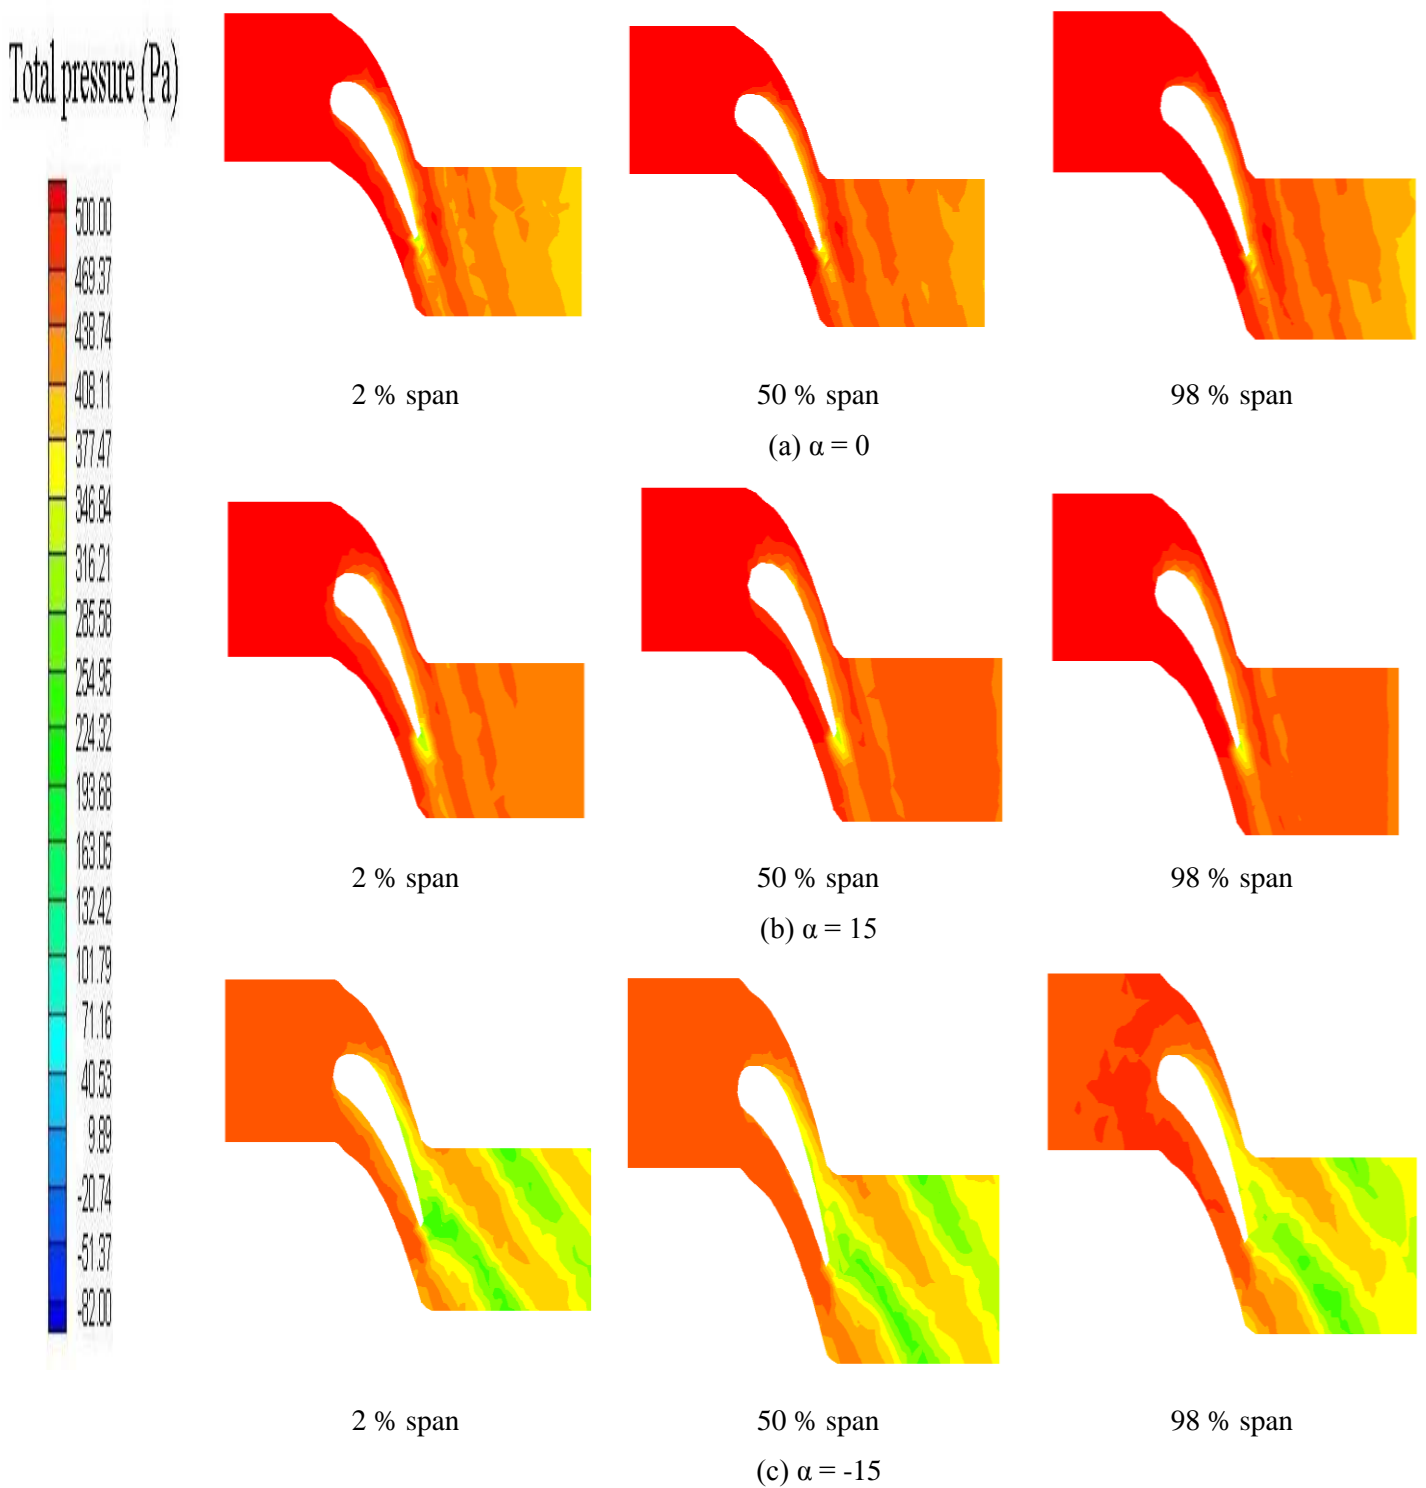 Total pressure (Pa)
500.00
469.37
438.74
408.11
377.47
346.84
316.21
285.58
254.95
224.32
193.68
163.05
132.42
101.79
71.16
40.53
9.89
-20.74
-51.37
-82.00
2 % span
50 % span
98 % span
(a) α = 0
2 % span
50 % span
98 % span
(b) α = 15
2 % span
50 % span
98 % span
(c) α = -15